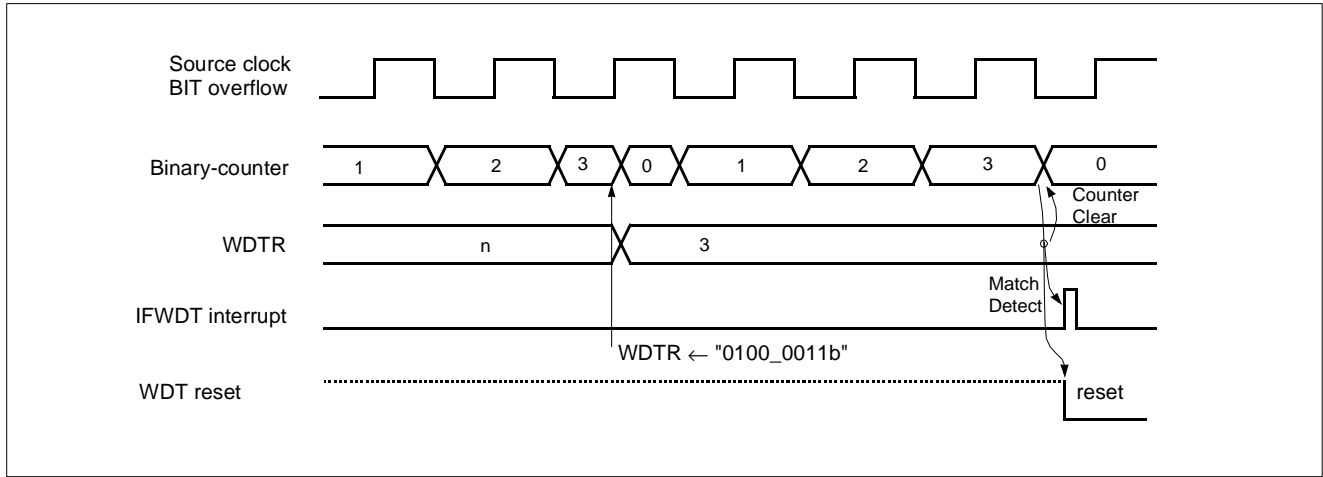 Source clock
BIT overflow
Binary-counter
1 2 3 0 1 2 3 0
Counter
Clear
WDTR
n 3
Match
Detect
IFWDT interrupt
WDTR ← "0100_0011b"
WDT reset
reset